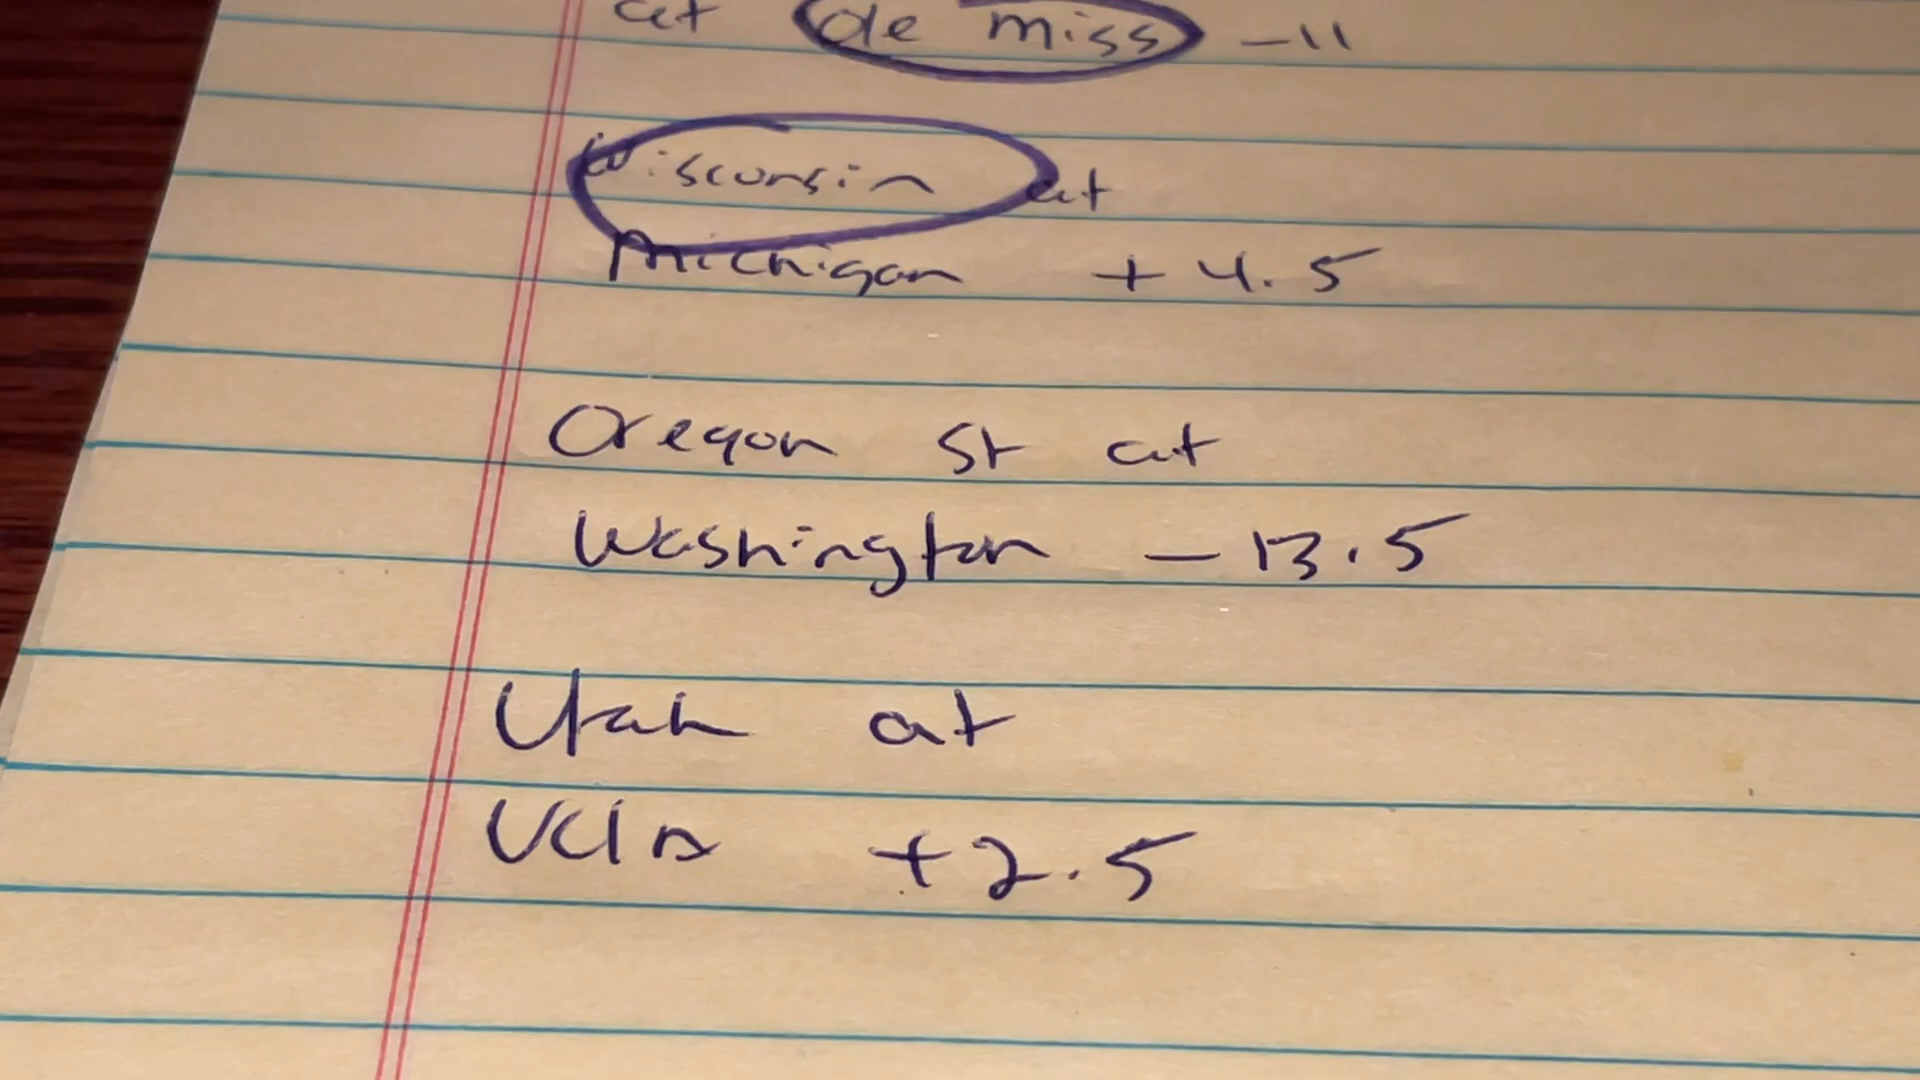 at de miss -11
Wisconsin at
Michigan +4.5
Oregon St at
Washington -13.5
Utah at
UCLA +2.5